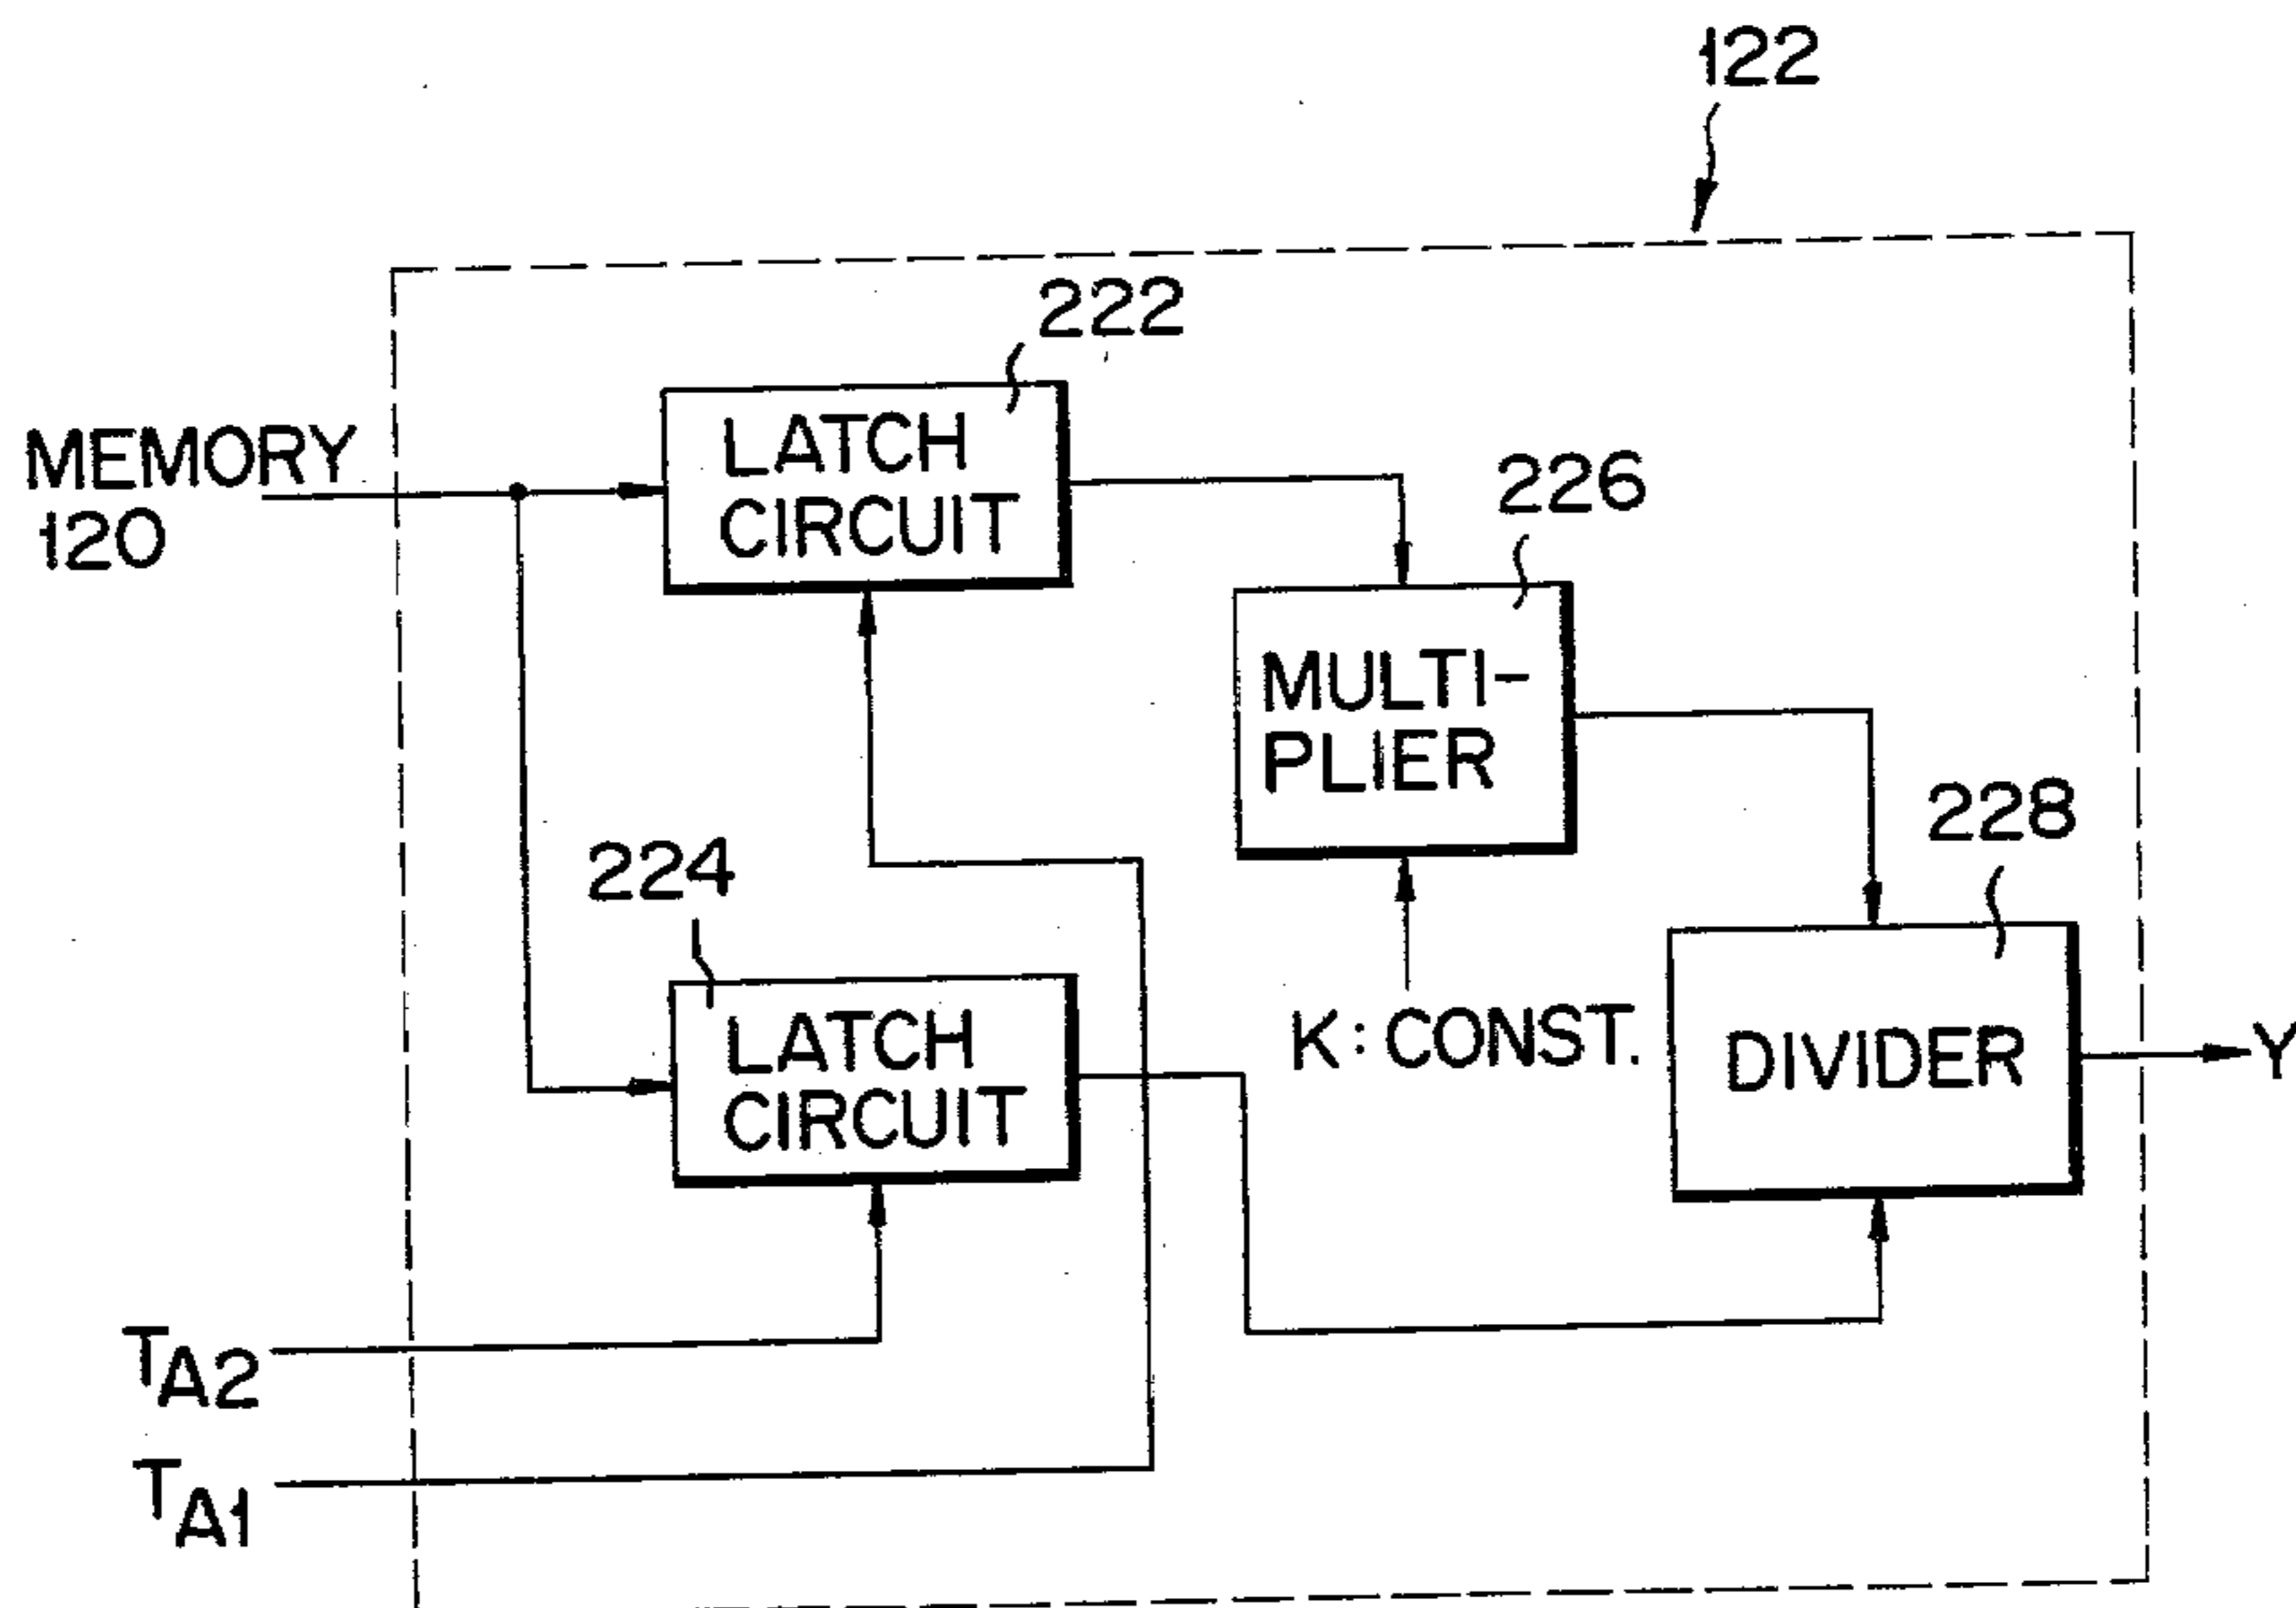 122
222
MEMORY
120
LATCH
CIRCUIT
226
MULTI-
PLIER
228
224
LATCH
CIRCUIT
K: CONST.
DIVIDER
Y
TA2
TA1